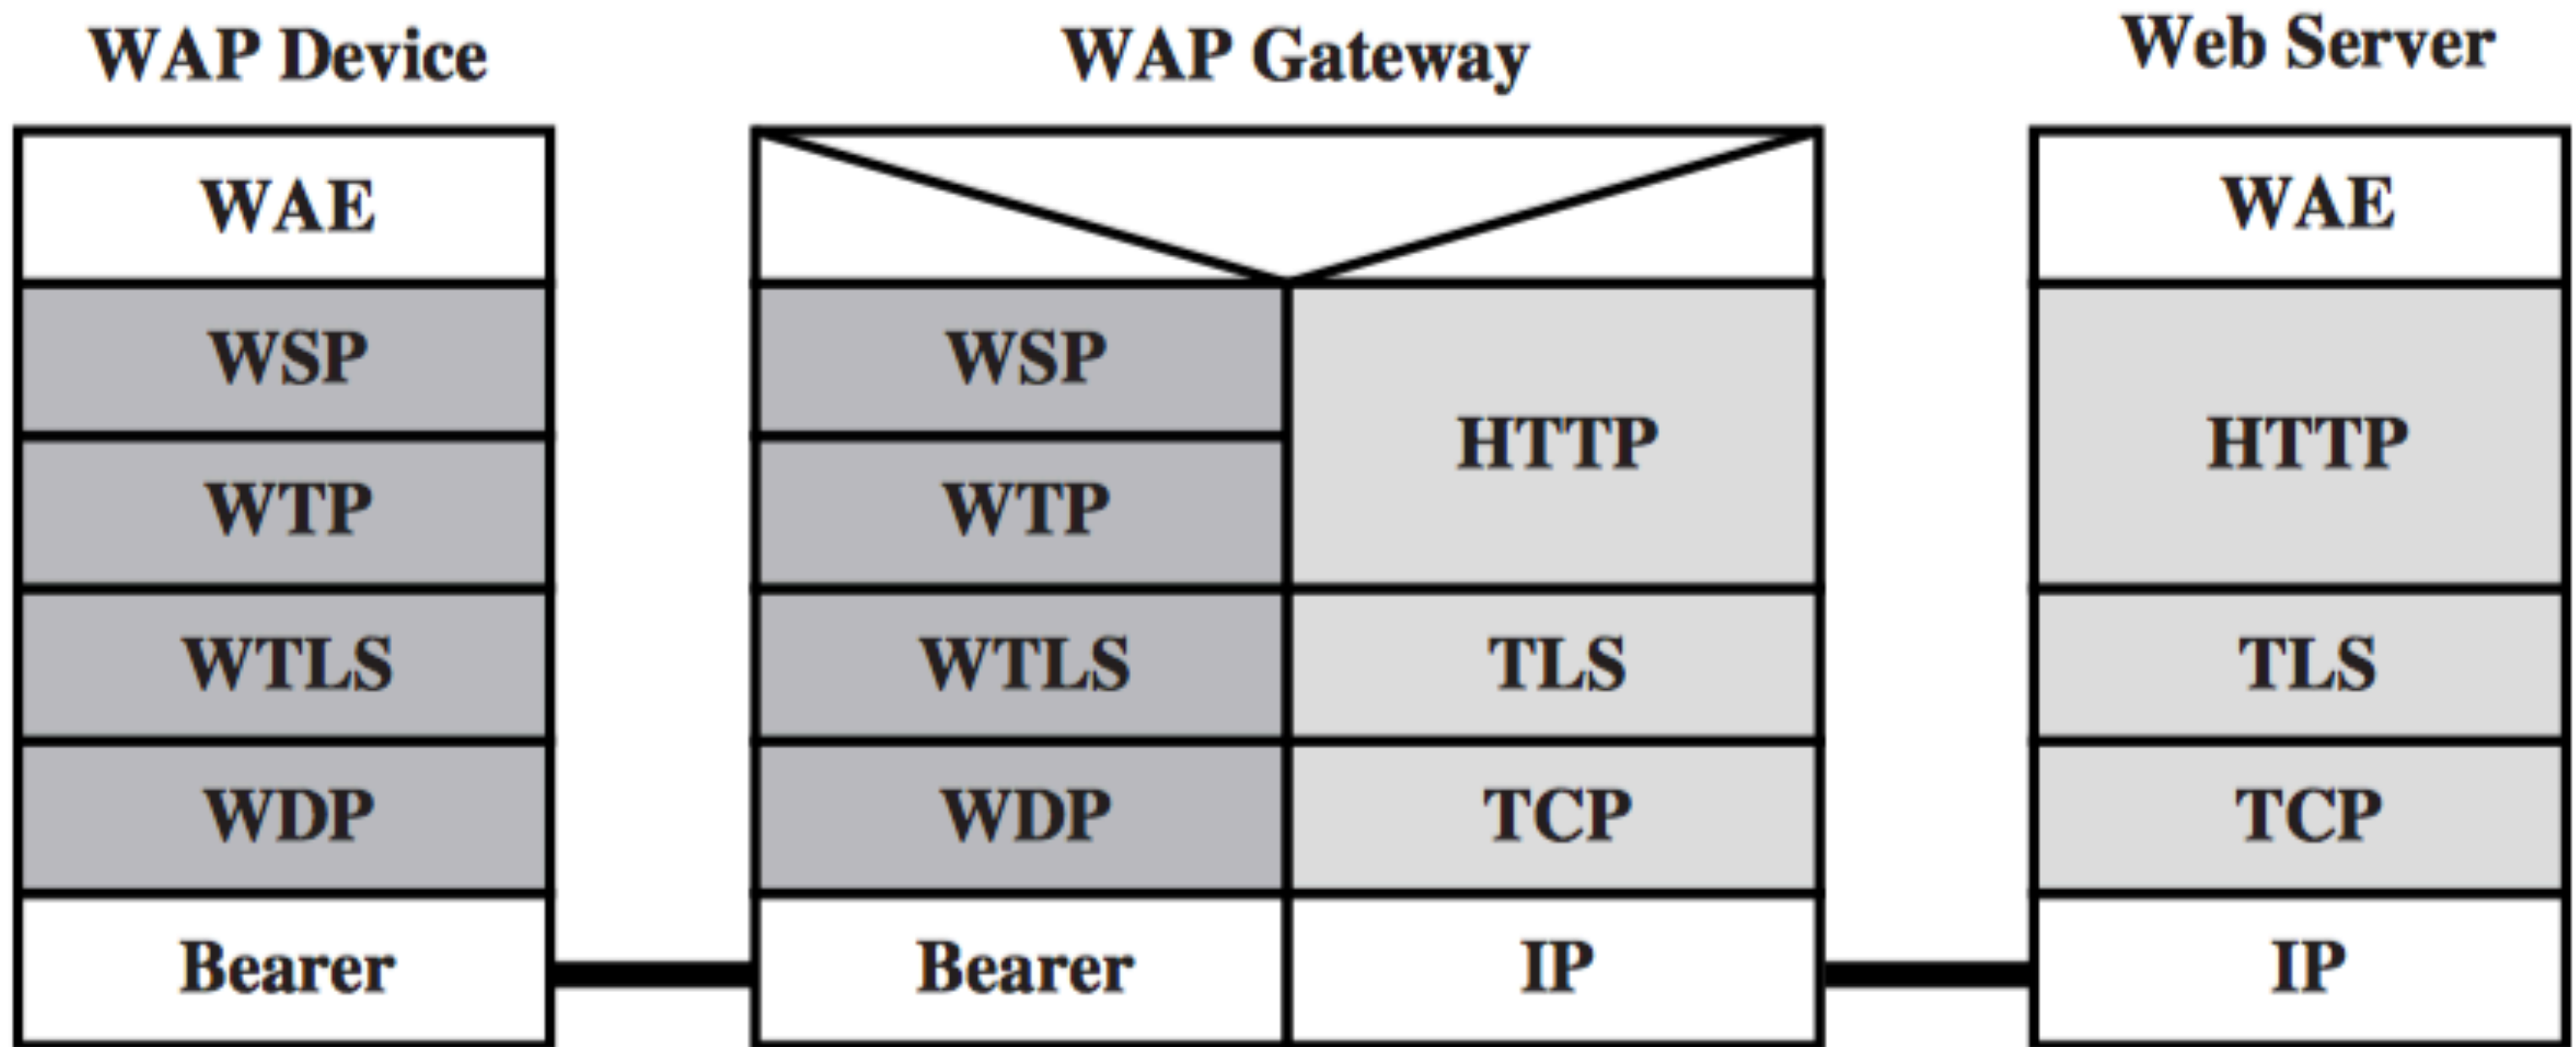 WAP Device
WAP Gateway
Web Server
WAE
WAE
WSP
WSP
HTTP
HTTP
WTP
WTP
WTLS
WTLS
TLS
TLS
WDP
WDP
TCP
TCP
Bearer
Bearer
IP
IP